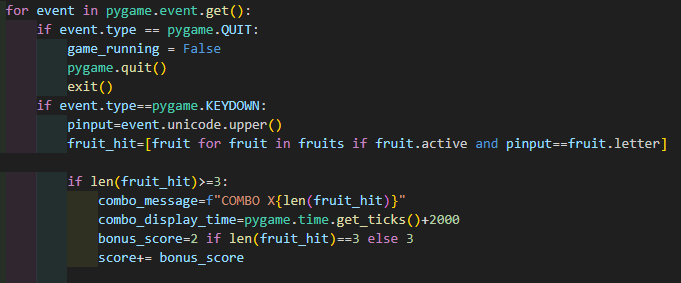 for event in pygame.event.get():
    if event.type == pygame.QUIT:
        game_running = False
        pygame.quit()
        exit()
    if event.type==pygame.KEYDOWN:
        pinput=event.unicode.upper()
        fruit_hit=[fruit for fruit in fruits if fruit.active and pinput==fruit.letter]

        if len(fruit_hit)>=3:
            combo_message=f"COMBO X{len(fruit_hit)}"
            combo_display_time=pygame.time.get_ticks()+2000
            bonus_score=2 if len(fruit_hit)==3 else 3
            score+= bonus_score